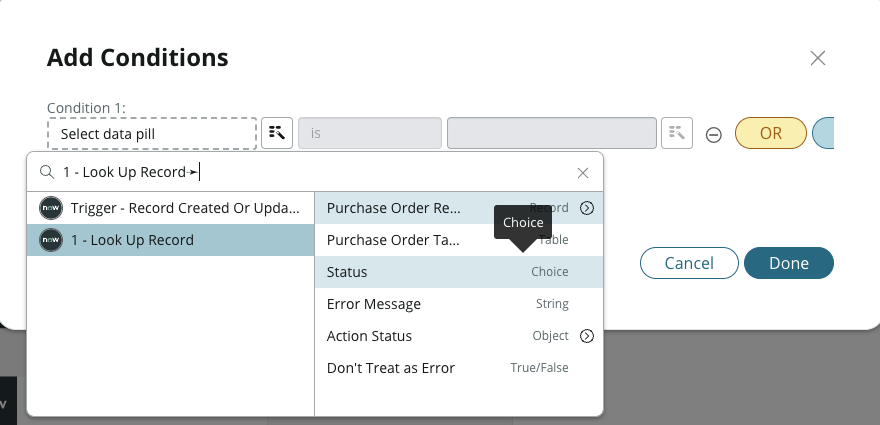 Add Conditions
Condition 1:
Select data pill
is
OR
1 - Look Up Record➛
now Trigger - Record Created Or Upda...
now 1 - Look Up Record
Purchase Order Re... Record
Choice
Purchase Order Ta... Table
Status Choice
Error Message String
Action Status Object
Don't Treat as Error True/False
Cancel
Done